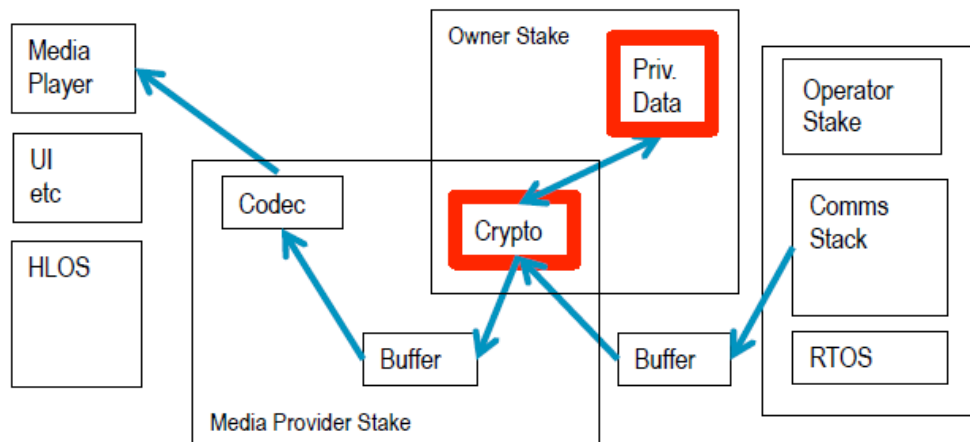 Media
Player
UI
etc
HLOS
Owner Stake
Priv.
Data
Codec
Crypto
Buffer
Media Provider Stake
Buffer
Operator
Stake
Comms
Stack
RTOS